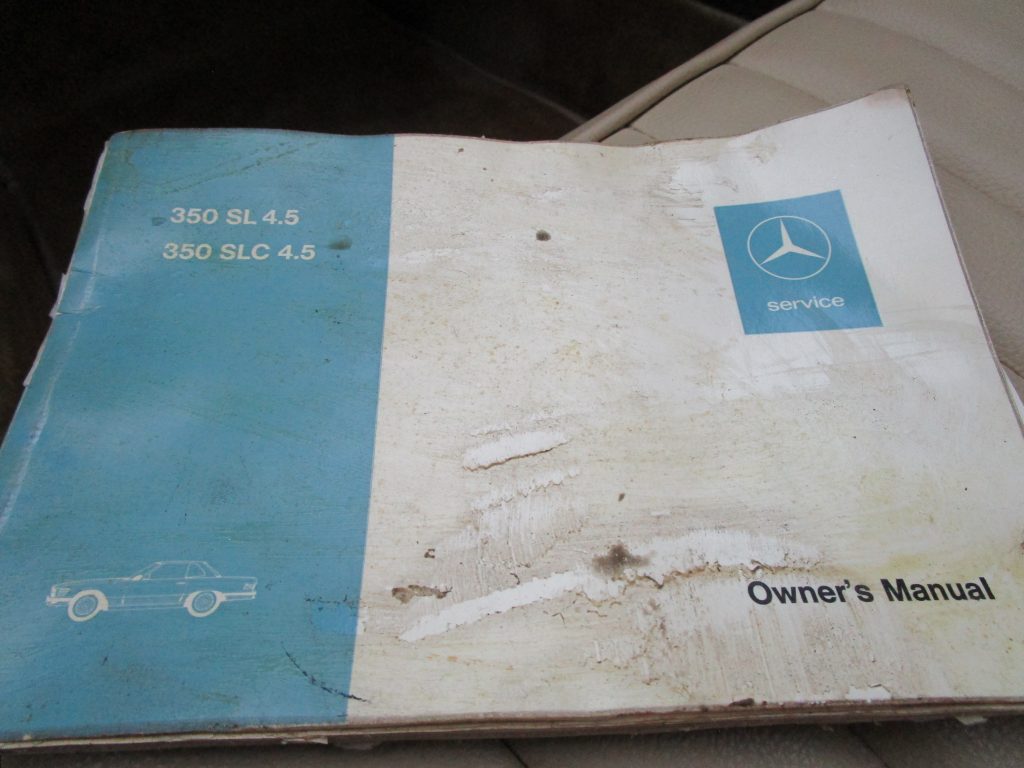 350 SL 4.5
350 SLC 4.5
service
Owner's Manual